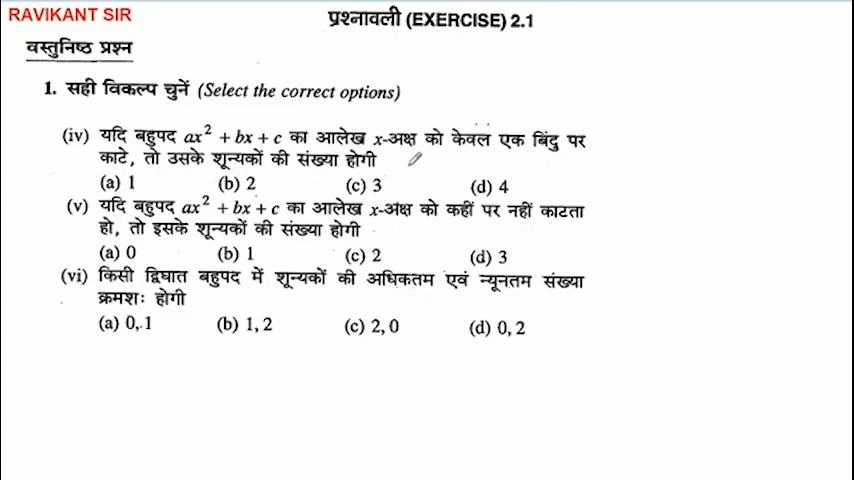 RAVIKANT SIR
प्रश्नावली (EXERCISE) 2.1
वस्तुनिष्ठ प्रश्न
1. सही विकल्प चुनें (Select the correct options)
(iv) यदि बहुपद ax² + bx + c का आलेख x-अक्ष को केवल एक बिंदु पर
काटे, तो उसके शून्यकों की संख्या होगी
(a) 1 (b) 2 (c) 3 (d) 4
(v) यदि बहुपद ax² + bx + c का आलेख x-अक्ष को कहीं पर नहीं काटता
हो, तो इसके शून्यकों की संख्या होगी
(a) 0 (b) 1 (c) 2 (d) 3
(vi) किसी द्विघात बहुपद में शून्यकों की अधिकतम एवं न्यूनतम संख्या
क्रमशः होगी
(a) 0, 1 (b) 1, 2 (c) 2, 0 (d) 0, 2